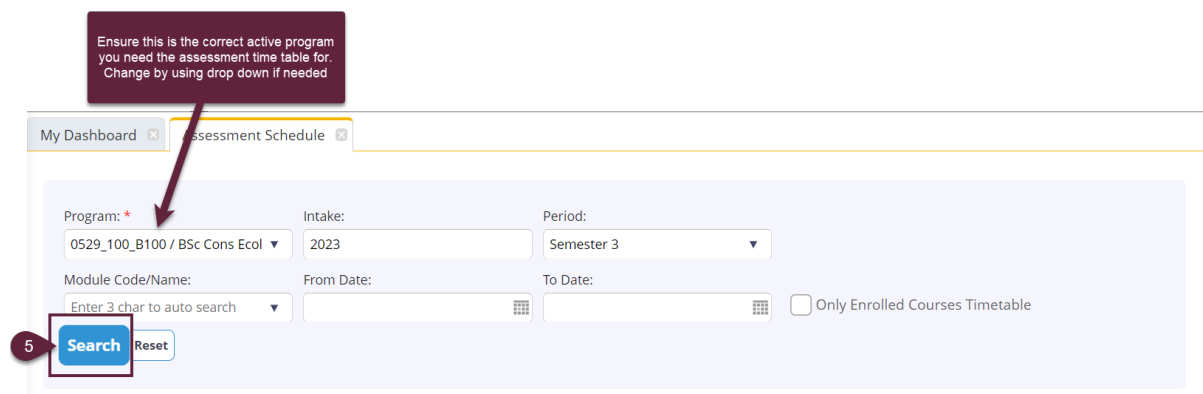 Ensure this is the correct active program
you need the assessment time table for.
Change by using drop down if needed
My Dashboard
Assessment Schedule
Program: * Intake: Period:
0529_100_B100 / BSc Cons Ecol 2023 Semester 3
Module Code/Name: From Date: To Date:
Enter 3 char to auto search Only Enrolled Courses Timetable
5 Search Reset